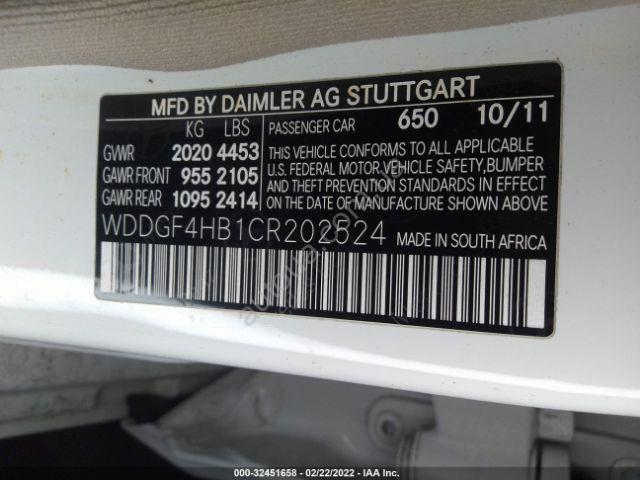 MFD BY DAIMLER AG STUTTGART
KG LBS PASSENGER CAR 650 10/11
GVWR 2020 4453
GAWR FRONT 955 2105
GAWR REAR 1095 2414
THIS VEHICLE CONFORMS TO ALL APPLICABLE
U.S. FEDERAL MOTOR VEHICLE SAFETY, BUMPER
AND THEFT PREVENTION STANDARDS IN EFFECT
ON THE DATE OF MANUFACTURE SHOWN ABOVE.
WDDGF4HB1CR202524 MADE IN SOUTH AFRICA
000-32451658 - 02/22/2022 - IAA Inc.